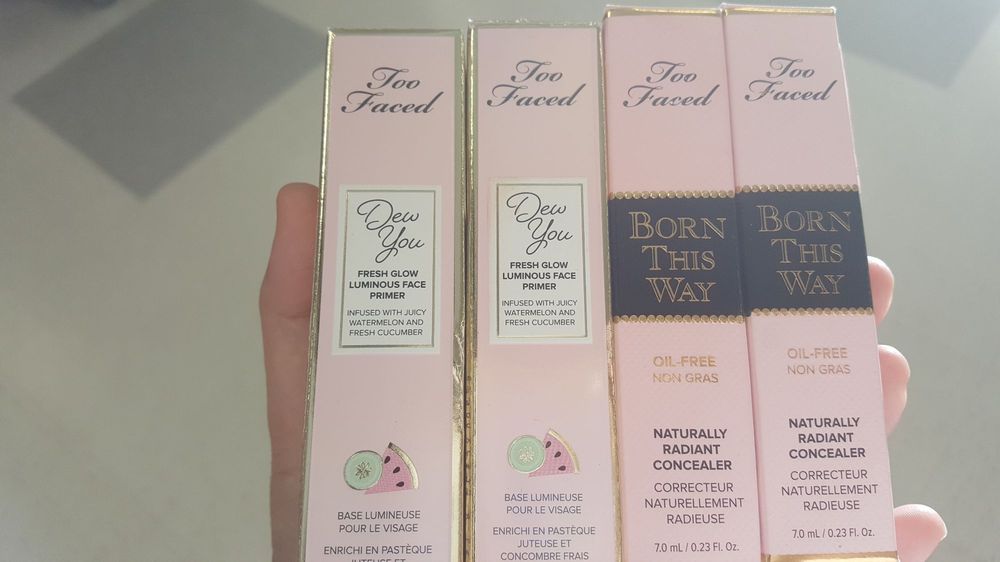 Too
Faced
Dew
You
FRESH GLOW
LUMINOUS FACE
PRIMER
INFUSED WITH JUICY
WATERMELON AND
FRESH CUCUMBER
BASE LUMINEUSE
POUR LE VISAGE
ENRICHI EN PASTÈQUE
JUTEUSE ET
Too
Faced
Dew
You
FRESH GLOW
LUMINOUS FACE
PRIMER
INFUSED WITH JUICY
WATERMELON AND
FRESH CUCUMBER
BASE LUMINEUSE
POUR LE VISAGE
ENRICHI EN PASTÈQUE
JUTEUSE ET
CONCOMBRE FRAIS
Too
Faced
BORN
THIS
WAY
OIL-FREE
NON GRAS
NATURALLY
RADIANT
CONCEALER
CORRECTEUR
NATURELLEMENT
RADIEUSE
7.0 mL / 0.23 Fl. Oz.
Too
Faced
BORN
THIS
WAY
OIL-FREE
NON GRAS
NATURALLY
RADIANT
CONCEALER
CORRECTEUR
NATURELLEMENT
RADIEUSE
7.0 mL / 0.23 Fl. Oz.